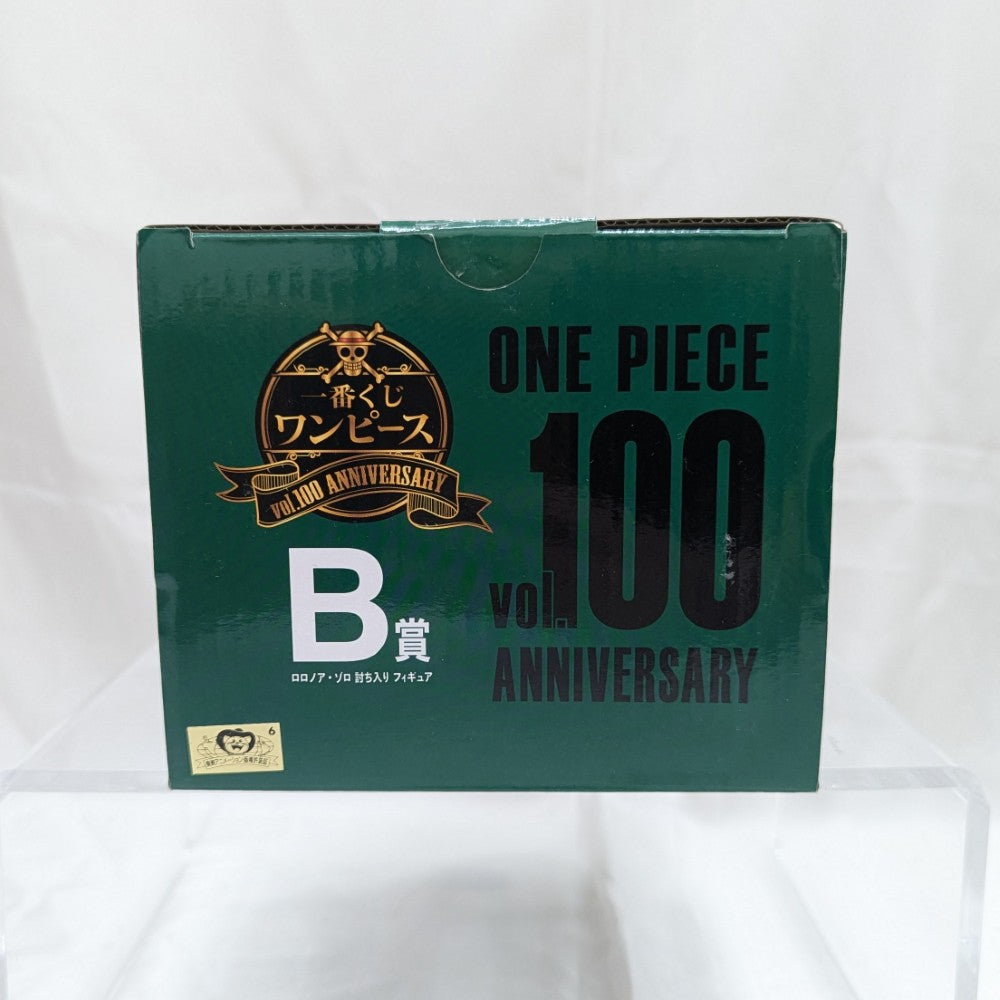 一番くじ
ワンピース
vol.100 ANNIVERSARY
B賞
ロロノア・ゾロ 討ち入り フィギュア
ONE PIECE
vol.100
ANNIVERSARY
6